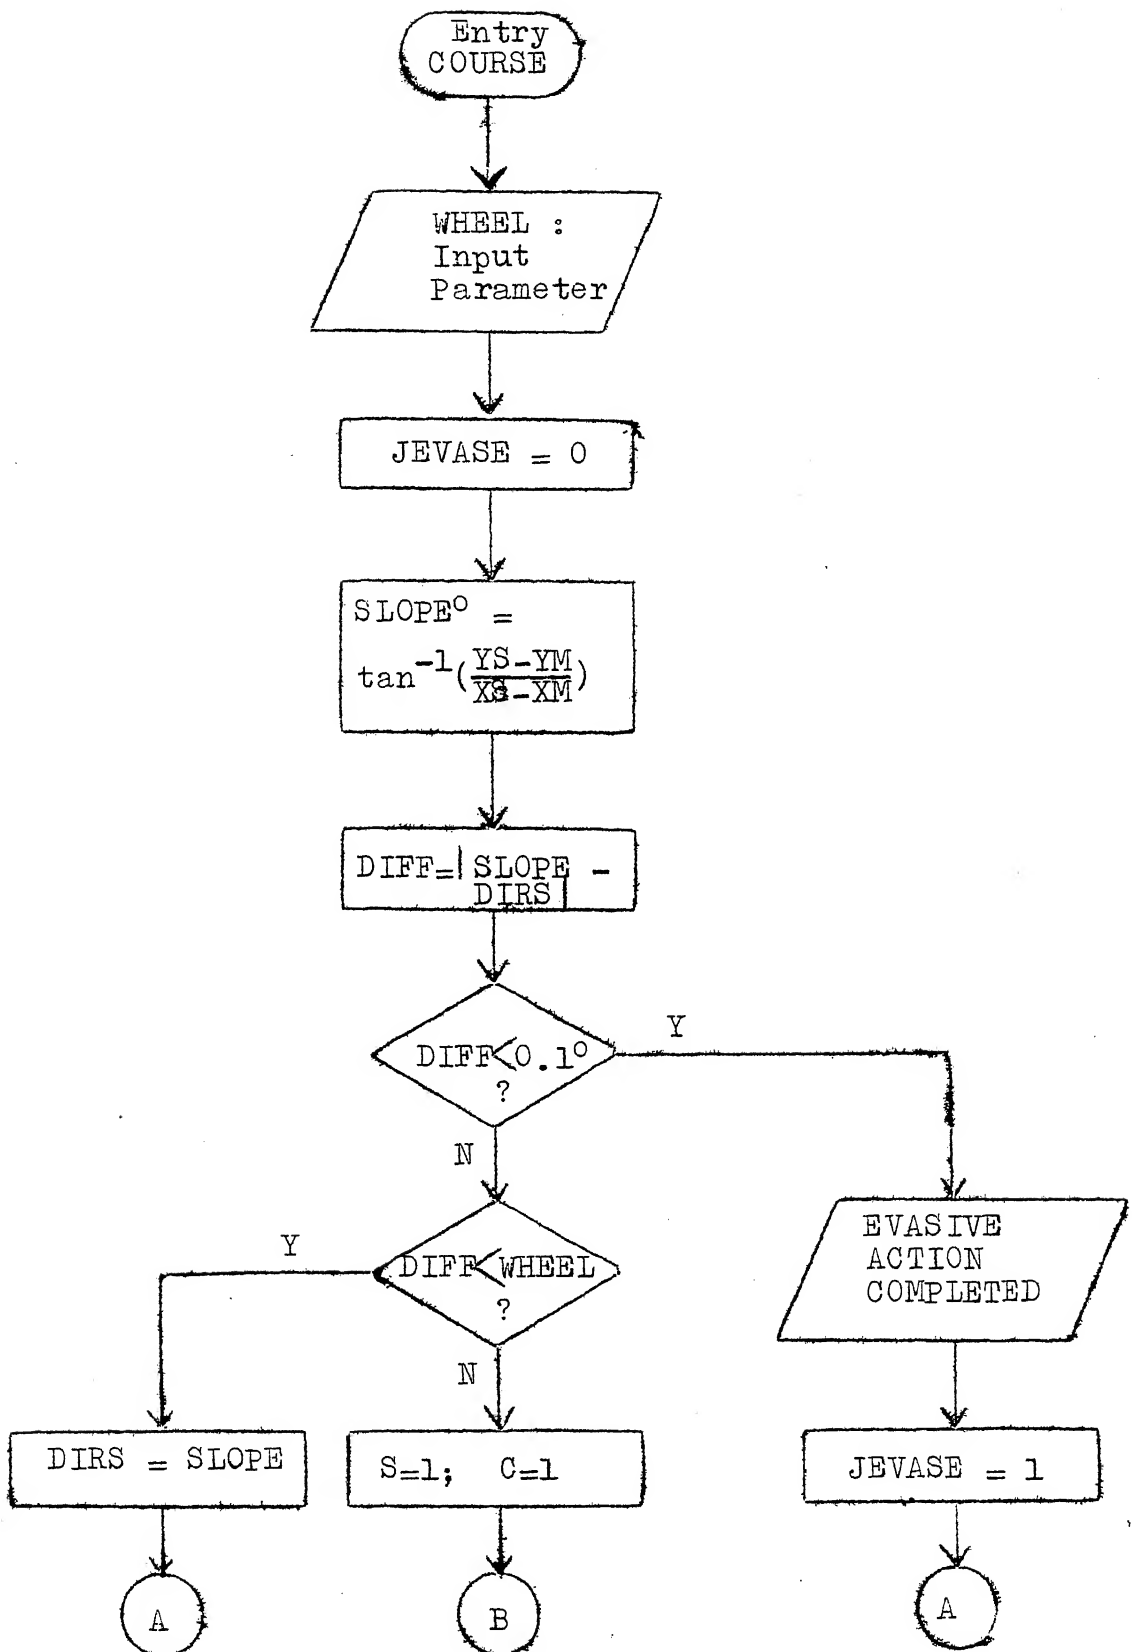 Entry
COURSE
WHEEL :
Input
Parameter
JEVASE = 0
SLOPE° =
tan⁻¹(YS-YM
XS-XM)
DIFF=|SLOPE -
DIRS|
DIFF<0.1°
?
Y
N
DIFF<WHEEL
?
Y
N
EVASIVE
ACTION
COMPLETED
DIRS = SLOPE
S=1; C=1
JEVASE = 1
A
B
A